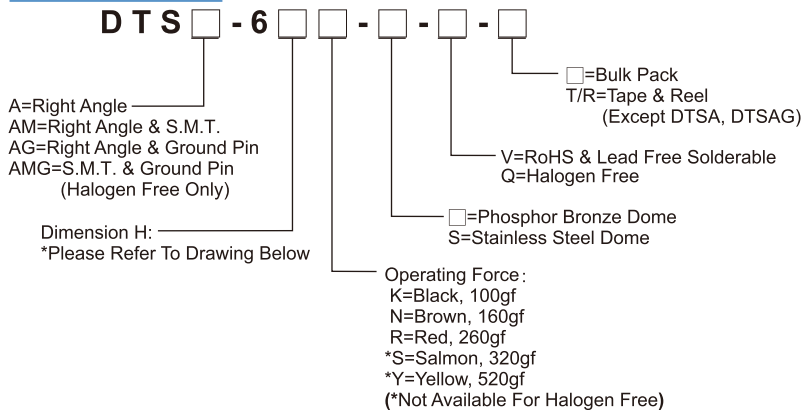 DTS□-6□□-□-□-□
□=Bulk Pack
T/R=Tape & Reel
(Except DTSA, DTSAG)
A=Right Angle
AM=Right Angle & S.M.T.
AG=Right Angle & Ground Pin
AMG=S.M.T. & Ground Pin
(Halogen Free Only)
V=RoHS & Lead Free Solderable
Q=Halogen Free
□=Phosphor Bronze Dome
S=Stainless Steel Dome
Dimension H:
*Please Refer To Drawing Below
Operating Force:
K=Black, 100gf
N=Brown, 160gf
R=Red, 260gf
*S=Salmon, 320gf
*Y=Yellow, 520gf
(*Not Available For Halogen Free)